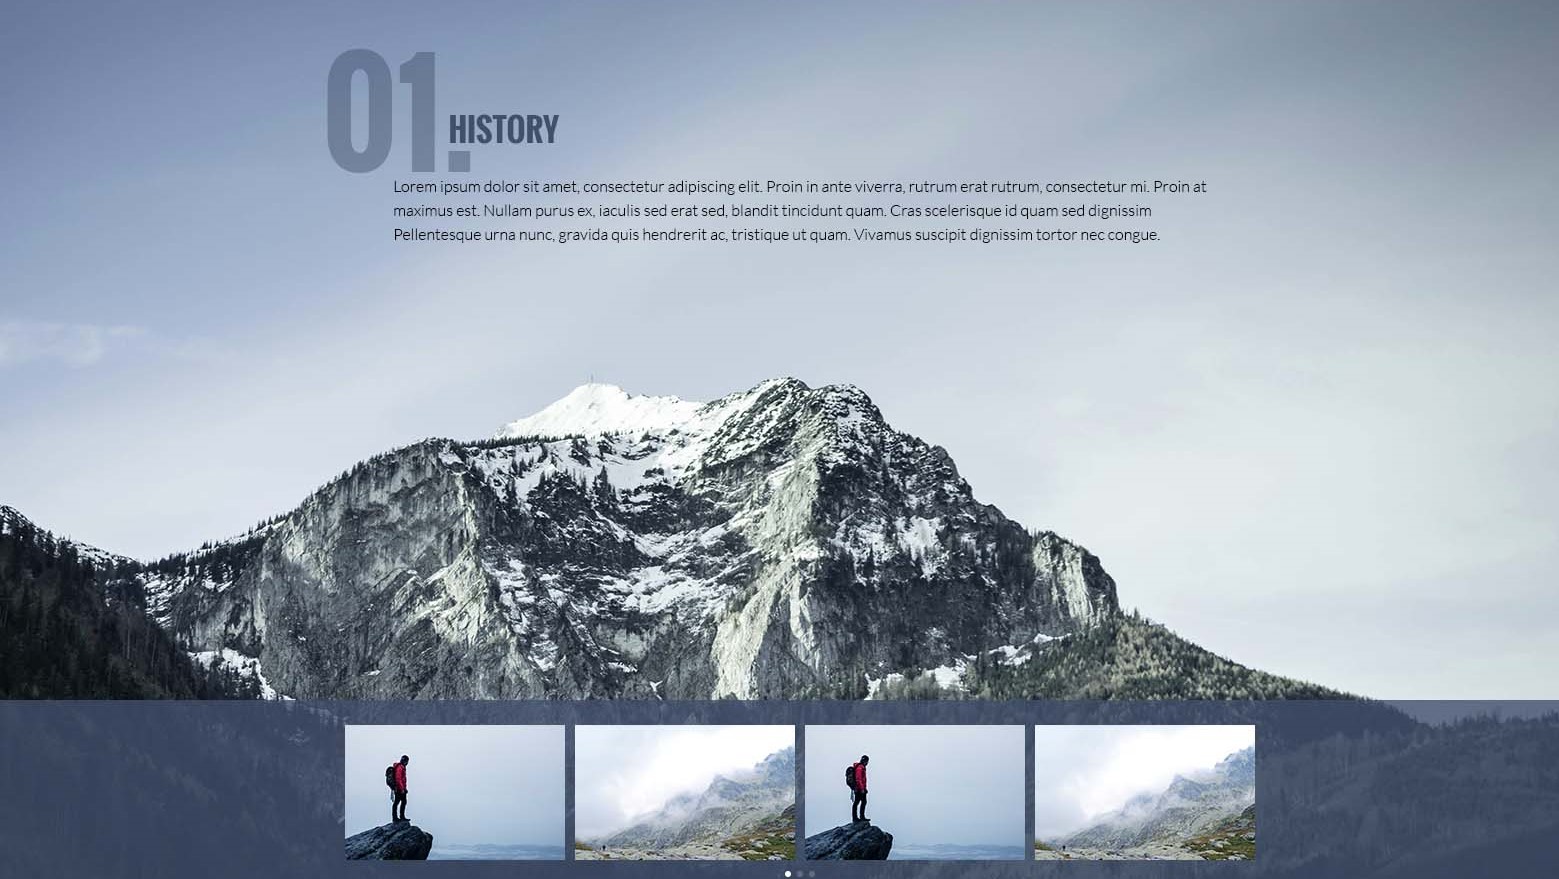 01.
HISTORY
Lorem ipsum dolor sit amet, consectetur adipiscing elit. Proin in ante viverra, rutrum erat rutrum, consectetur mi. Proin at
maximus est. Nullam purus ex, iaculis sed erat sed, blandit tincidunt quam. Cras scelerisque id quam sed dignissim
Pellentesque urna nunc, gravida quis hendrerit ac, tristique ut quam. Vivamus suscipit dignissim tortor nec congue.